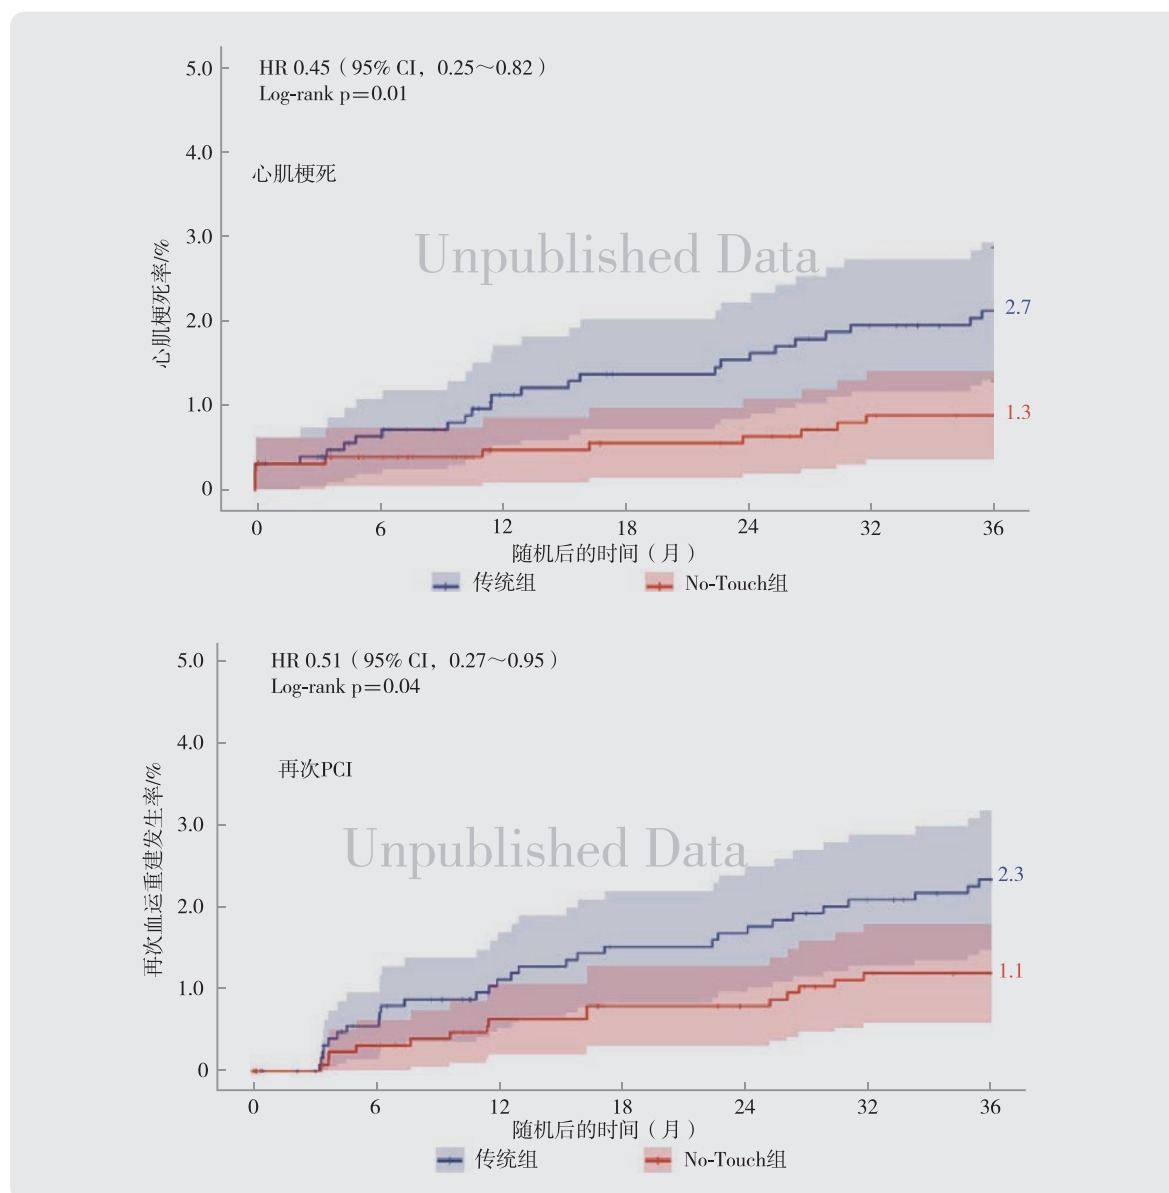 5.0
HR 0.45（95% CI，0.25～0.82）
Log-rank p=0.01
4.0
心肌梗死
3.0
Unpublished Data
心肌梗死率/%
2.7
2.0
1.3
1.0
0
0 6 12 18 24 32 36
随机后的时间（月）
传统组 No-Touch组
5.0
HR 0.51（95% CI，0.27～0.95）
Log-rank p=0.04
4.0
再次PCI
3.0
Unpublished Data
再次血运重建发生率/%
2.3
2.0
1.1
1.0
0
0 6 12 18 24 32 36
随机后的时间（月）
传统组 No-Touch组